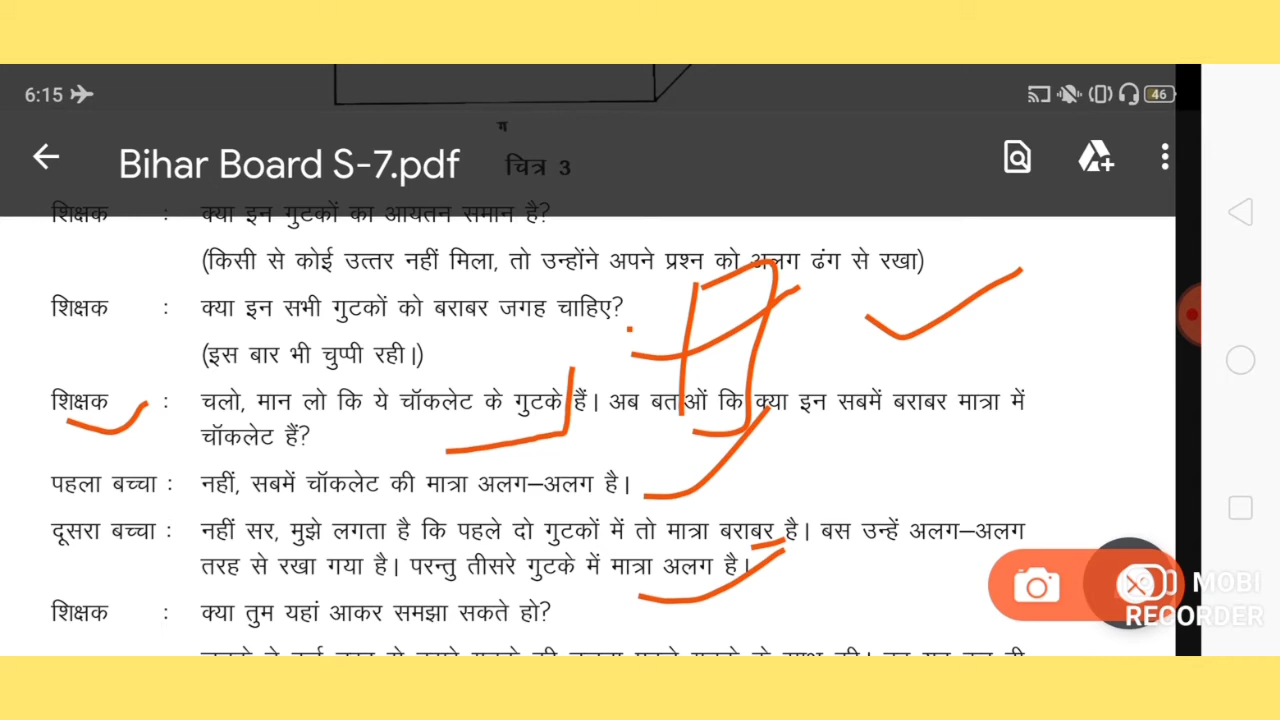 6:15
46
ग
Bihar Board S-7.pdf
चित्र 3
शिक्षक : क्या इन गुटकों का आयतन समान है?
(किसी से कोई उत्तर नहीं मिला, तो उन्होंने अपने प्रश्न को अलग ढंग से रखा)
शिक्षक : क्या इन सभी गुटकों को बराबर जगह चाहिए?
(इस बार भी चुप्पी रही।)
शिक्षक : चलो, मान लो कि ये चॉकलेट के गुटके हैं। अब बताओं कि क्या इन सबमें बराबर मात्रा में
चॉकलेट हैं?
पहला बच्चा : नहीं, सबमें चॉकलेट की मात्रा अलग–अलग है।
दूसरा बच्चा : नहीं सर, मुझे लगता है कि पहले दो गुटकों में तो मात्रा बराबर है। बस उन्हें अलग–अलग
तरह से रखा गया है। परन्तु तीसरे गुटके में मात्रा अलग है।
MOBI
RECORDER
शिक्षक : क्या तुम यहां आकर समझा सकते हो?